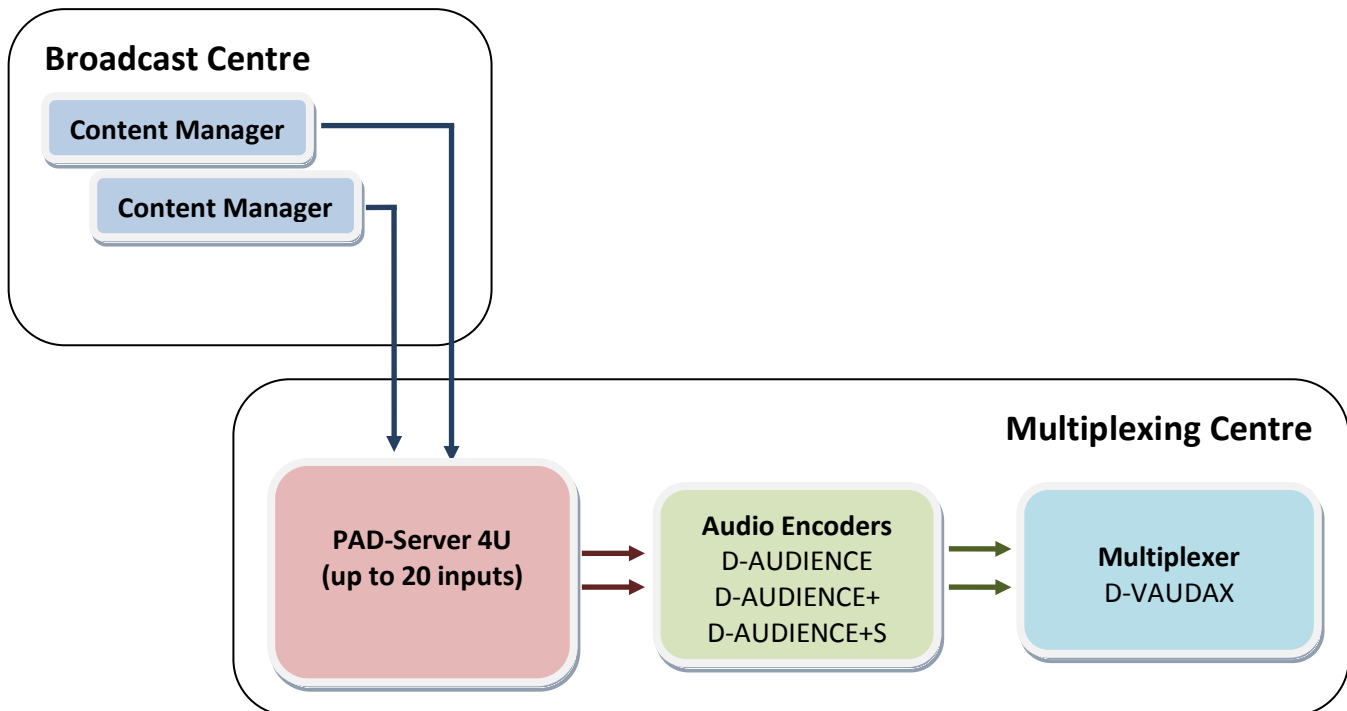 Broadcast Centre
Content Manager
Content Manager
Multiplexing Centre
PAD-Server 4U
(up to 20 inputs)
Audio Encoders
D-AUDIENCE
D-AUDIENCE+
D-AUDIENCE+S
Multiplexer
D-VAUDAX